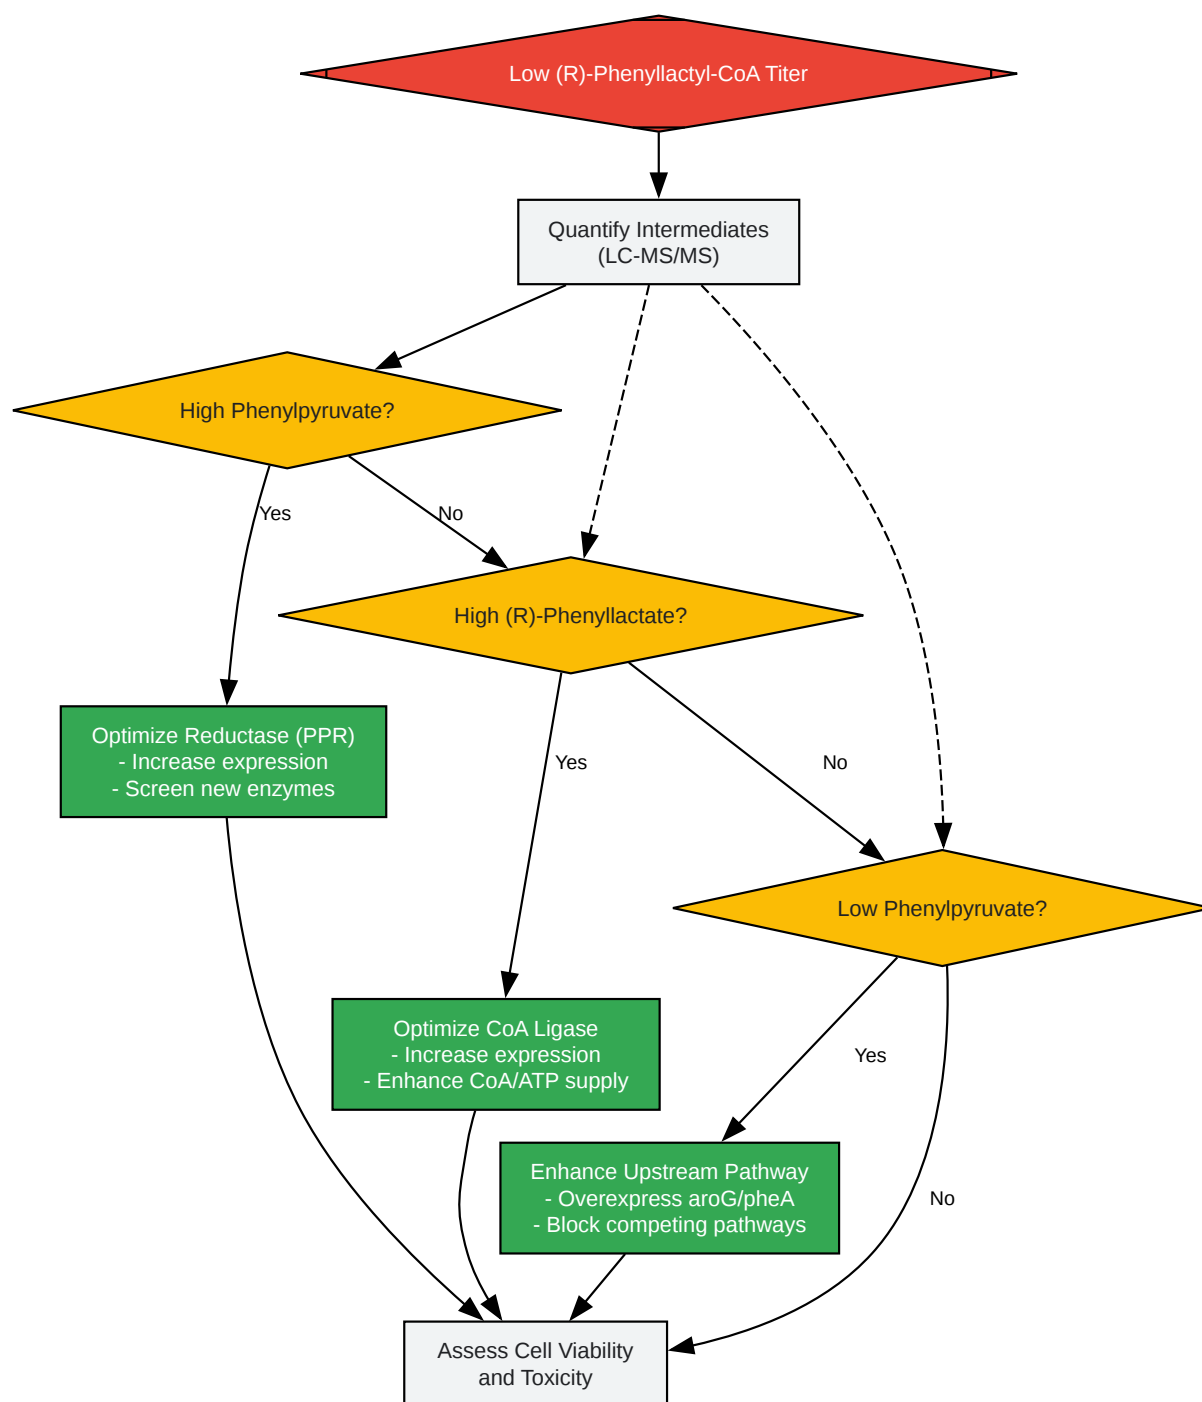 Low (R)-Phenyllactyl-CoA Titer
Quantify Intermediates
(LC-MS/MS)
High Phenylpyruvate?
Yes
No
High (R)-Phenyllactate?
Optimize Reductase (PPR)
- Increase expression
- Screen new enzymes
Yes
No
Low Phenylpyruvate?
Optimize CoA Ligase
- Increase expression
- Enhance CoA/ATP supply
Yes
Enhance Upstream Pathway
- Overexpress aroG/pheA
- Block competing pathways
No
Assess Cell Viability
and Toxicity